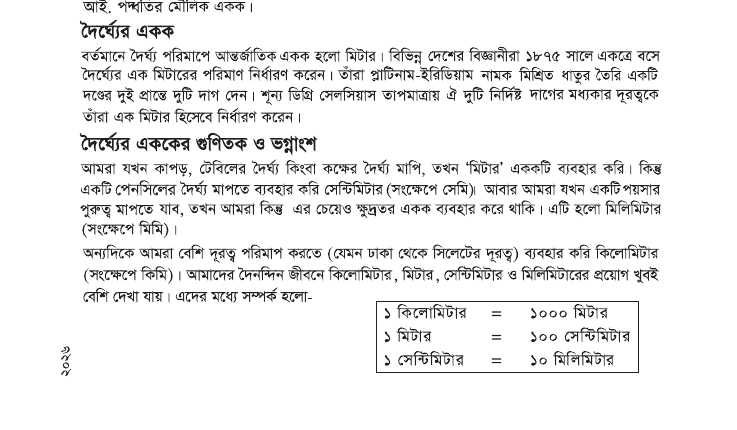 আই. পদ্ধতির মৌলিক একক।
দৈর্ঘ্যের একক
বর্তমানে দৈর্ঘ্য পরিমাপে আন্তর্জাতিক একক হলো মিটার। বিভিন্ন দেশের বিজ্ঞানীরা ১৮৭৫ সালে একত্রে বসে
দৈর্ঘ্যের এক মিটারের পরিমাণ নির্ধারণ করেন। তাঁরা প্লাটিনাম-ইরিডিয়াম নামক মিশ্রিত ধাতুর তৈরি একটি
দণ্ডের দুই প্রান্তে দুটি দাগ দেন। শূন্য ডিগ্রি সেলসিয়াস তাপমাত্রায় ঐ দুটি নির্দিষ্ট দাগের মধ্যকার দূরত্বকে
তাঁরা এক মিটার হিসেবে নির্ধারণ করেন।
দৈর্ঘ্যের এককের গুণিতক ও ভগ্নাংশ
আমরা যখন কাপড়, টেবিলের দৈর্ঘ্য কিংবা কক্ষের দৈর্ঘ্য মাপি, তখন ‘মিটার’ এককটি ব্যবহার করি। কিন্তু
একটি পেনসিলের দৈর্ঘ্য মাপতে ব্যবহার করি সেন্টিমিটার (সংক্ষেপে সেমি)। আবার আমরা যখন একটি পয়সার
পুরুত্ব মাপতে যাব, তখন আমরা কিন্তু এর চেয়েও ক্ষুদ্রতর একক ব্যবহার করে থাকি। এটি হলো মিলিমিটার
(সংক্ষেপে মিমি)।
অন্যদিকে আমরা বেশি দূরত্ব পরিমাপ করতে (যেমন ঢাকা থেকে সিলেটের দূরত্ব) ব্যবহার করি কিলোমিটার
(সংক্ষেপে কিমি)। আমাদের দৈনন্দিন জীবনে কিলোমিটার, মিটার, সেন্টিমিটার ও মিলিমিটারের প্রয়োগ খুবই
বেশি দেখা যায়। এদের মধ্যে সম্পর্ক হলো-
১ কিলোমিটার = ১০০০ মিটার
১ মিটার = ১০০ সেন্টিমিটার
১ সেন্টিমিটার = ১০ মিলিমিটার
২০২৬